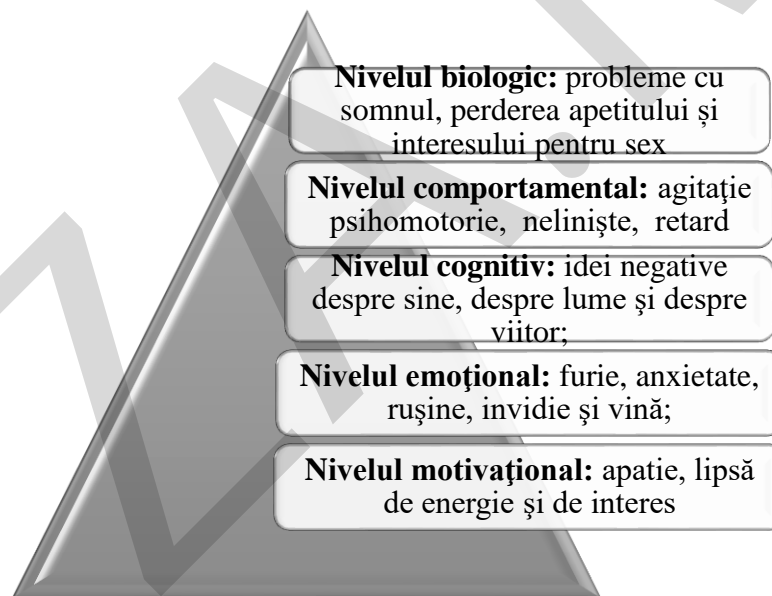 Nivelul biologic: probleme cu
somnul, perderea apetitului și
interesului pentru sex
Nivelul comportamental: agitaţie
psihomotorie, nelinişte, retard
Nivelul cognitiv: idei negative
despre sine, despre lume şi despre
viitor;
Nivelul emoţional: furie, anxietate,
ruşine, invidie şi vină;
Nivelul motivaţional: apatie, lipsă
de energie şi de interes